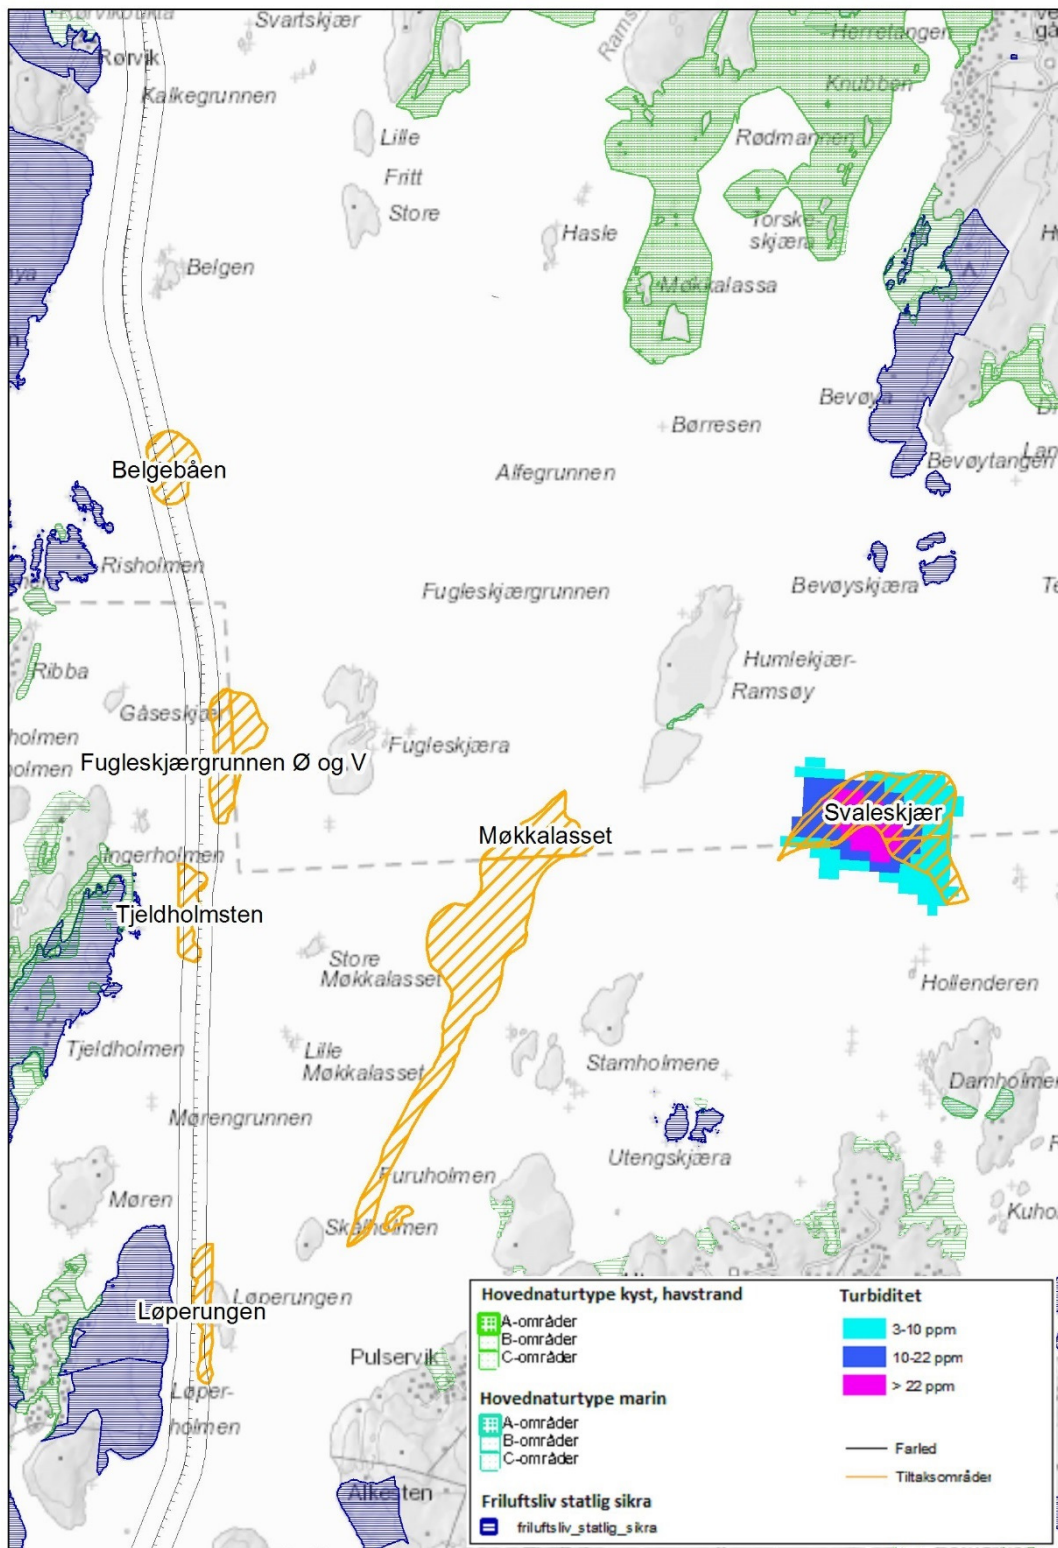 Svartskjær
Rørvik
Kalkegrunnen
Lille
Fritt
Store
Belgen
Hasle
Herretangen
Knubben
Rødmannen
Torske-
skjæra
Møkkalassa
Børresen
Alfegrunnen
Bevøya
Bevøytangen
Belgebåen
Risholmen
Fugleskjærgrunnen
Bevøyskjæra
Ribba
Gåseskjær
Humlekjær-
Ramsøy
holmen
holmen
Fugleskjæra
Fugleskjærgrunnen Ø og V
Svaleskjær
Møkkalasset
Ingerholmen
Tjeldholmsten
Store
Møkkalasset
Hollenderen
Tjeldholmen
Lille
Møkkalasset
Stamholmene
Damholmen
Mørengrunnen
Utengskjæra
Furuholmen
Møren
Skalholmen
Løperungen
Løperungen
Pulservik
Løper-
holmen
Alkesten
Hovednaturtype kyst, havstrand
A-områder
B-områder
C-områder
Hovednaturtype marin
A-områder
B-områder
C-områder
Friluftsliv statlig sikra
friluftsliv_statlig_sikra
Turbiditet
3-10 ppm
10-22 ppm
> 22 ppm
Farled
Tiltaksområder